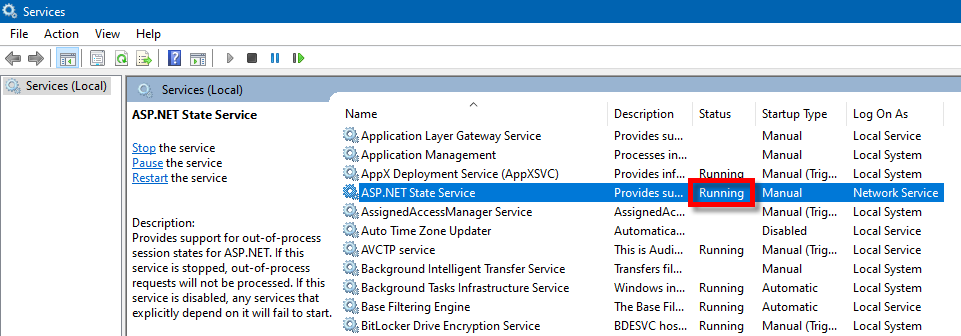 Services
File Action View Help
Services (Local)
Services (Local)
ASP.NET State Service
Stop the service
Pause the service
Restart the service
Description:
Provides support for out-of-process
session states for ASP.NET. If this
service is stopped, out-of-process
requests will not be processed. If this
service is disabled, any services that
explicitly depend on it will fail to start.
Name Description Status Startup Type Log On As
Application Layer Gateway Service Provides su... Manual Local Service
Application Management Processes in... Manual Local System
AppX Deployment Service (AppXSVC) Provides inf... Running Manual (Trig... Local System
ASP.NET State Service Provides su... Running Manual Network Service
AssignedAccessManager Service AssignedAc... Manual (Trig... Local System
Auto Time Zone Updater Automatica... Disabled Local Service
AVCTP service This is Audi... Running Manual (Trig... Local Service
Background Intelligent Transfer Service Transfers fil... Manual Local System
Background Tasks Infrastructure Service Windows in... Running Automatic Local System
Base Filtering Engine The Base Fil... Running Automatic Local Service
BitLocker Drive Encryption Service BDESVC hos... Running Manual (Trig... Local System